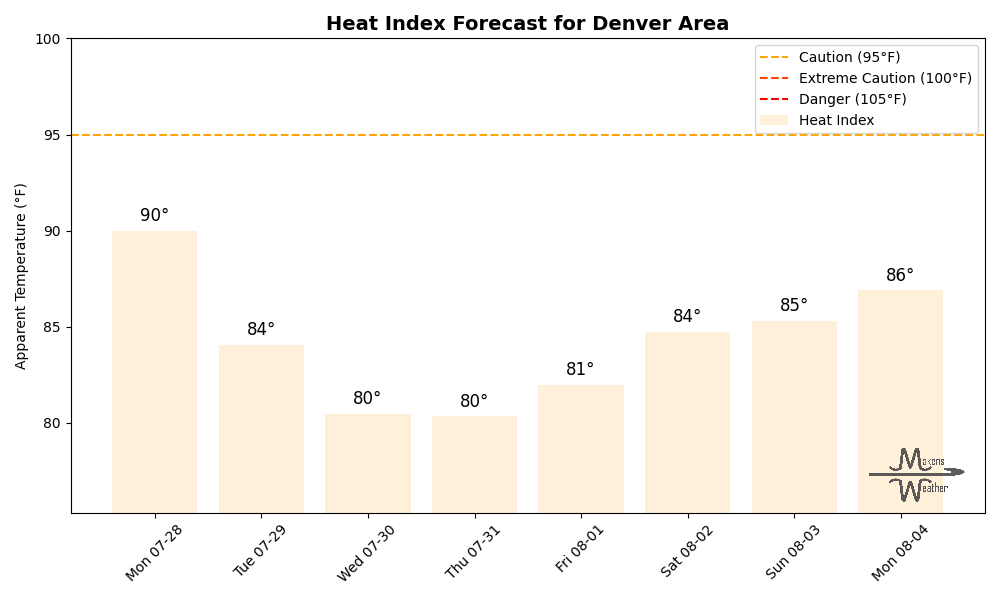 Heat Index Forecast for Denver Area
Caution (95°F)
Extreme Caution (100°F)
Danger (105°F)
Heat Index
Apparent Temperature (°F)
100
95
90
85
80
90°
84°
80°
80°
81°
84°
85°
86°
Mon 07-28
Tue 07-29
Wed 07-30
Thu 07-31
Fri 08-01
Sat 08-02
Sun 08-03
Mon 08-04